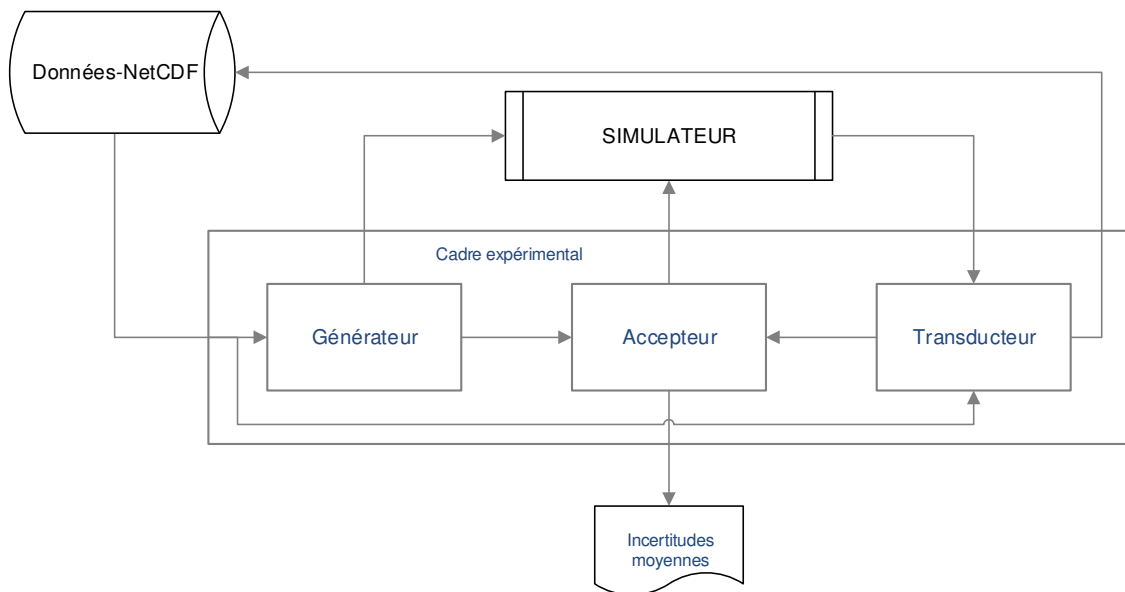 Données-NetCDF
SIMULATEUR
Cadre expérimental
Générateur
Accepteur
Transducteur
Incertitudes
moyennes